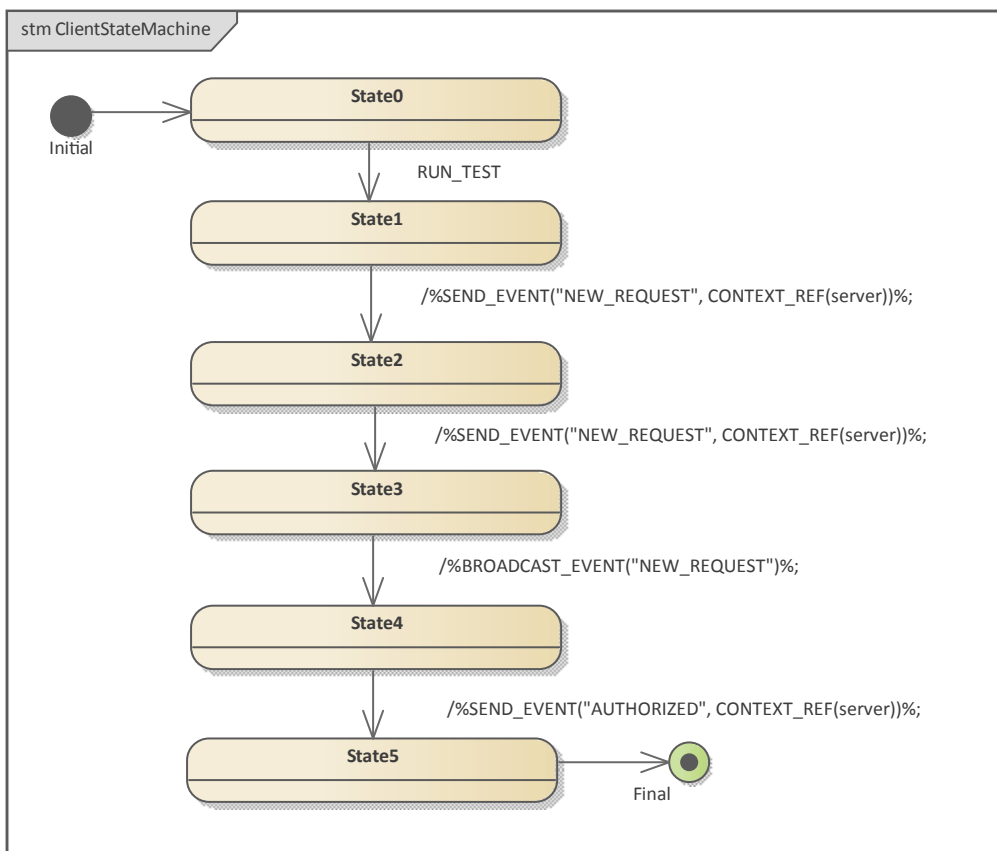 stm ClientStateMachine
State0
Initial
RUN_TEST
State1
/%SEND_EVENT("NEW_REQUEST", CONTEXT_REF(server))%;
State2
/%SEND_EVENT("NEW_REQUEST", CONTEXT_REF(server))%;
State3
/%BROADCAST_EVENT("NEW_REQUEST")%;
State4
/%SEND_EVENT("AUTHORIZED", CONTEXT_REF(server))%;
State5
Final